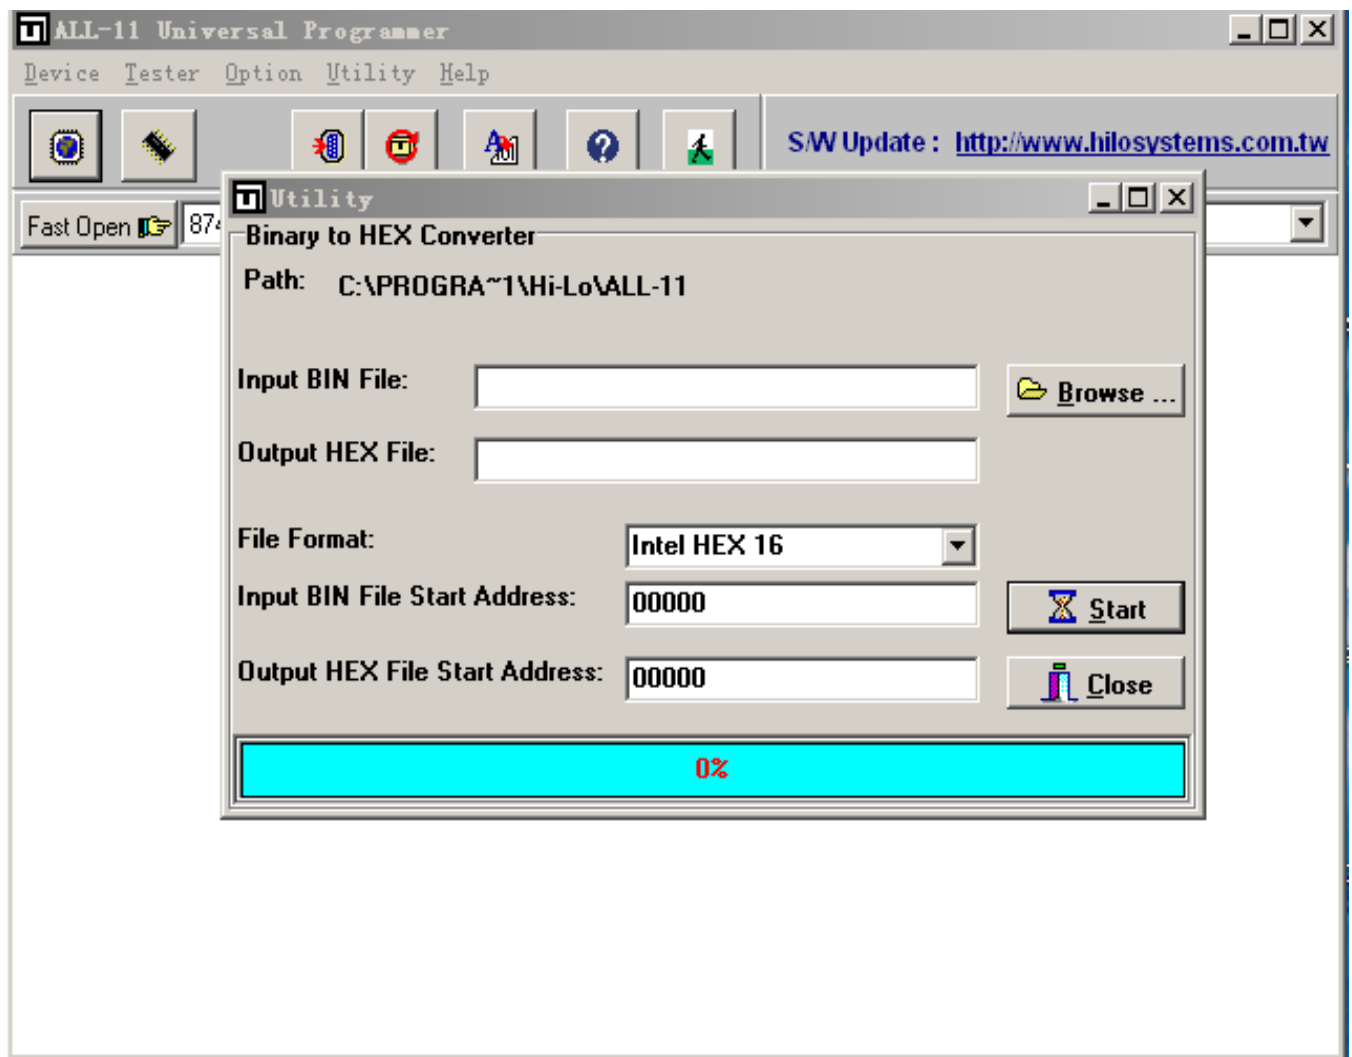 ALL-11 Universal Programmer
Device Tester Option Utility Help
S/W Update : http://www.hilosystems.com.tw
Fast Open 874
Utility
Binary to HEX Converter
Path: C:\PROGRA~1\Hi-Lo\ALL-11
Input BIN File:
Browse ...
Output HEX File:
File Format: Intel HEX 16
Input BIN File Start Address: 00000
Start
Output HEX File Start Address: 00000
Close
0%